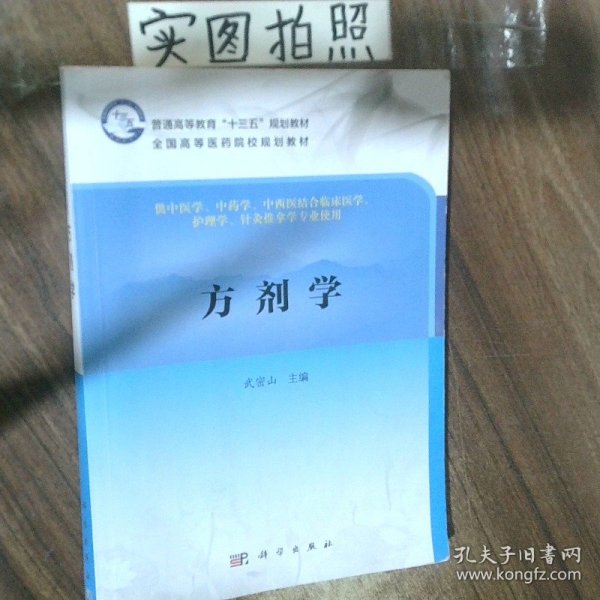 实图拍照
十三五
普通高等教育“十三五”规划教材
全国高等医药院校规划教材
供中医学、中药学、中西医结合临床医学、
护理学、针灸推拿学专业使用
方剂学
武密山 主编
科学出版社
孔夫子旧书网
www.kongfz.com